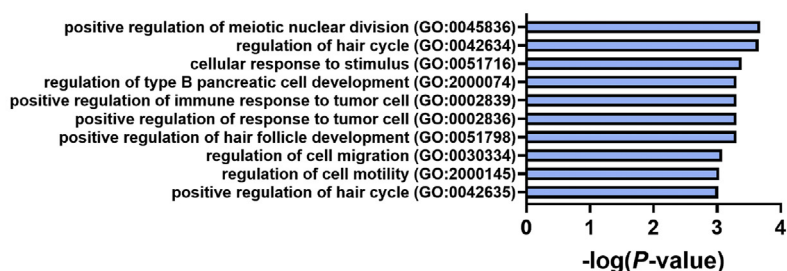 positive regulation of meiotic nuclear division (GO:0045836)
regulation of hair cycle (GO:0042634)
cellular response to stimulus (GO:0051716)
regulation of type B pancreatic cell development (GO:2000074)
positive regulation of immune response to tumor cell (GO:0002839)
positive regulation of response to tumor cell (GO:0002836)
positive regulation of hair follicle development (GO:0051798)
regulation of cell migration (GO:0030334)
regulation of cell motility (GO:2000145)
positive regulation of hair cycle (GO:0042635)
0 1 2 3 4
-log(P-value)